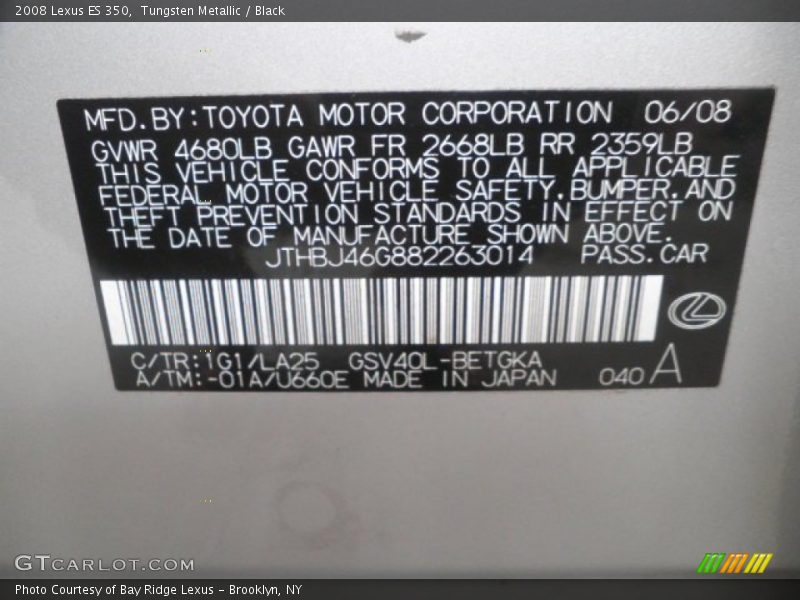 2008 Lexus ES 350, Tungsten Metallic / Black
MFD.BY:TOYOTA MOTOR CORPORATION 06/08
GVWR 4680LB GAWR FR 2668LB RR 2359LB
THIS VEHICLE CONFORMS TO ALL APPLICABLE
FEDERAL MOTOR VEHICLE SAFETY,BUMPER,AND
THEFT PREVENTION STANDARDS IN EFFECT ON
THE DATE OF MANUFACTURE SHOWN ABOVE.
JTHBJ46G882263014 PASS.CAR
C/TR:1G1/LA25 GSV40L-BETGKA
A/TM:-01A/U660E MADE IN JAPAN 040 A
GTCARLOT.COM
Photo Courtesy of Bay Ridge Lexus - Brooklyn, NY